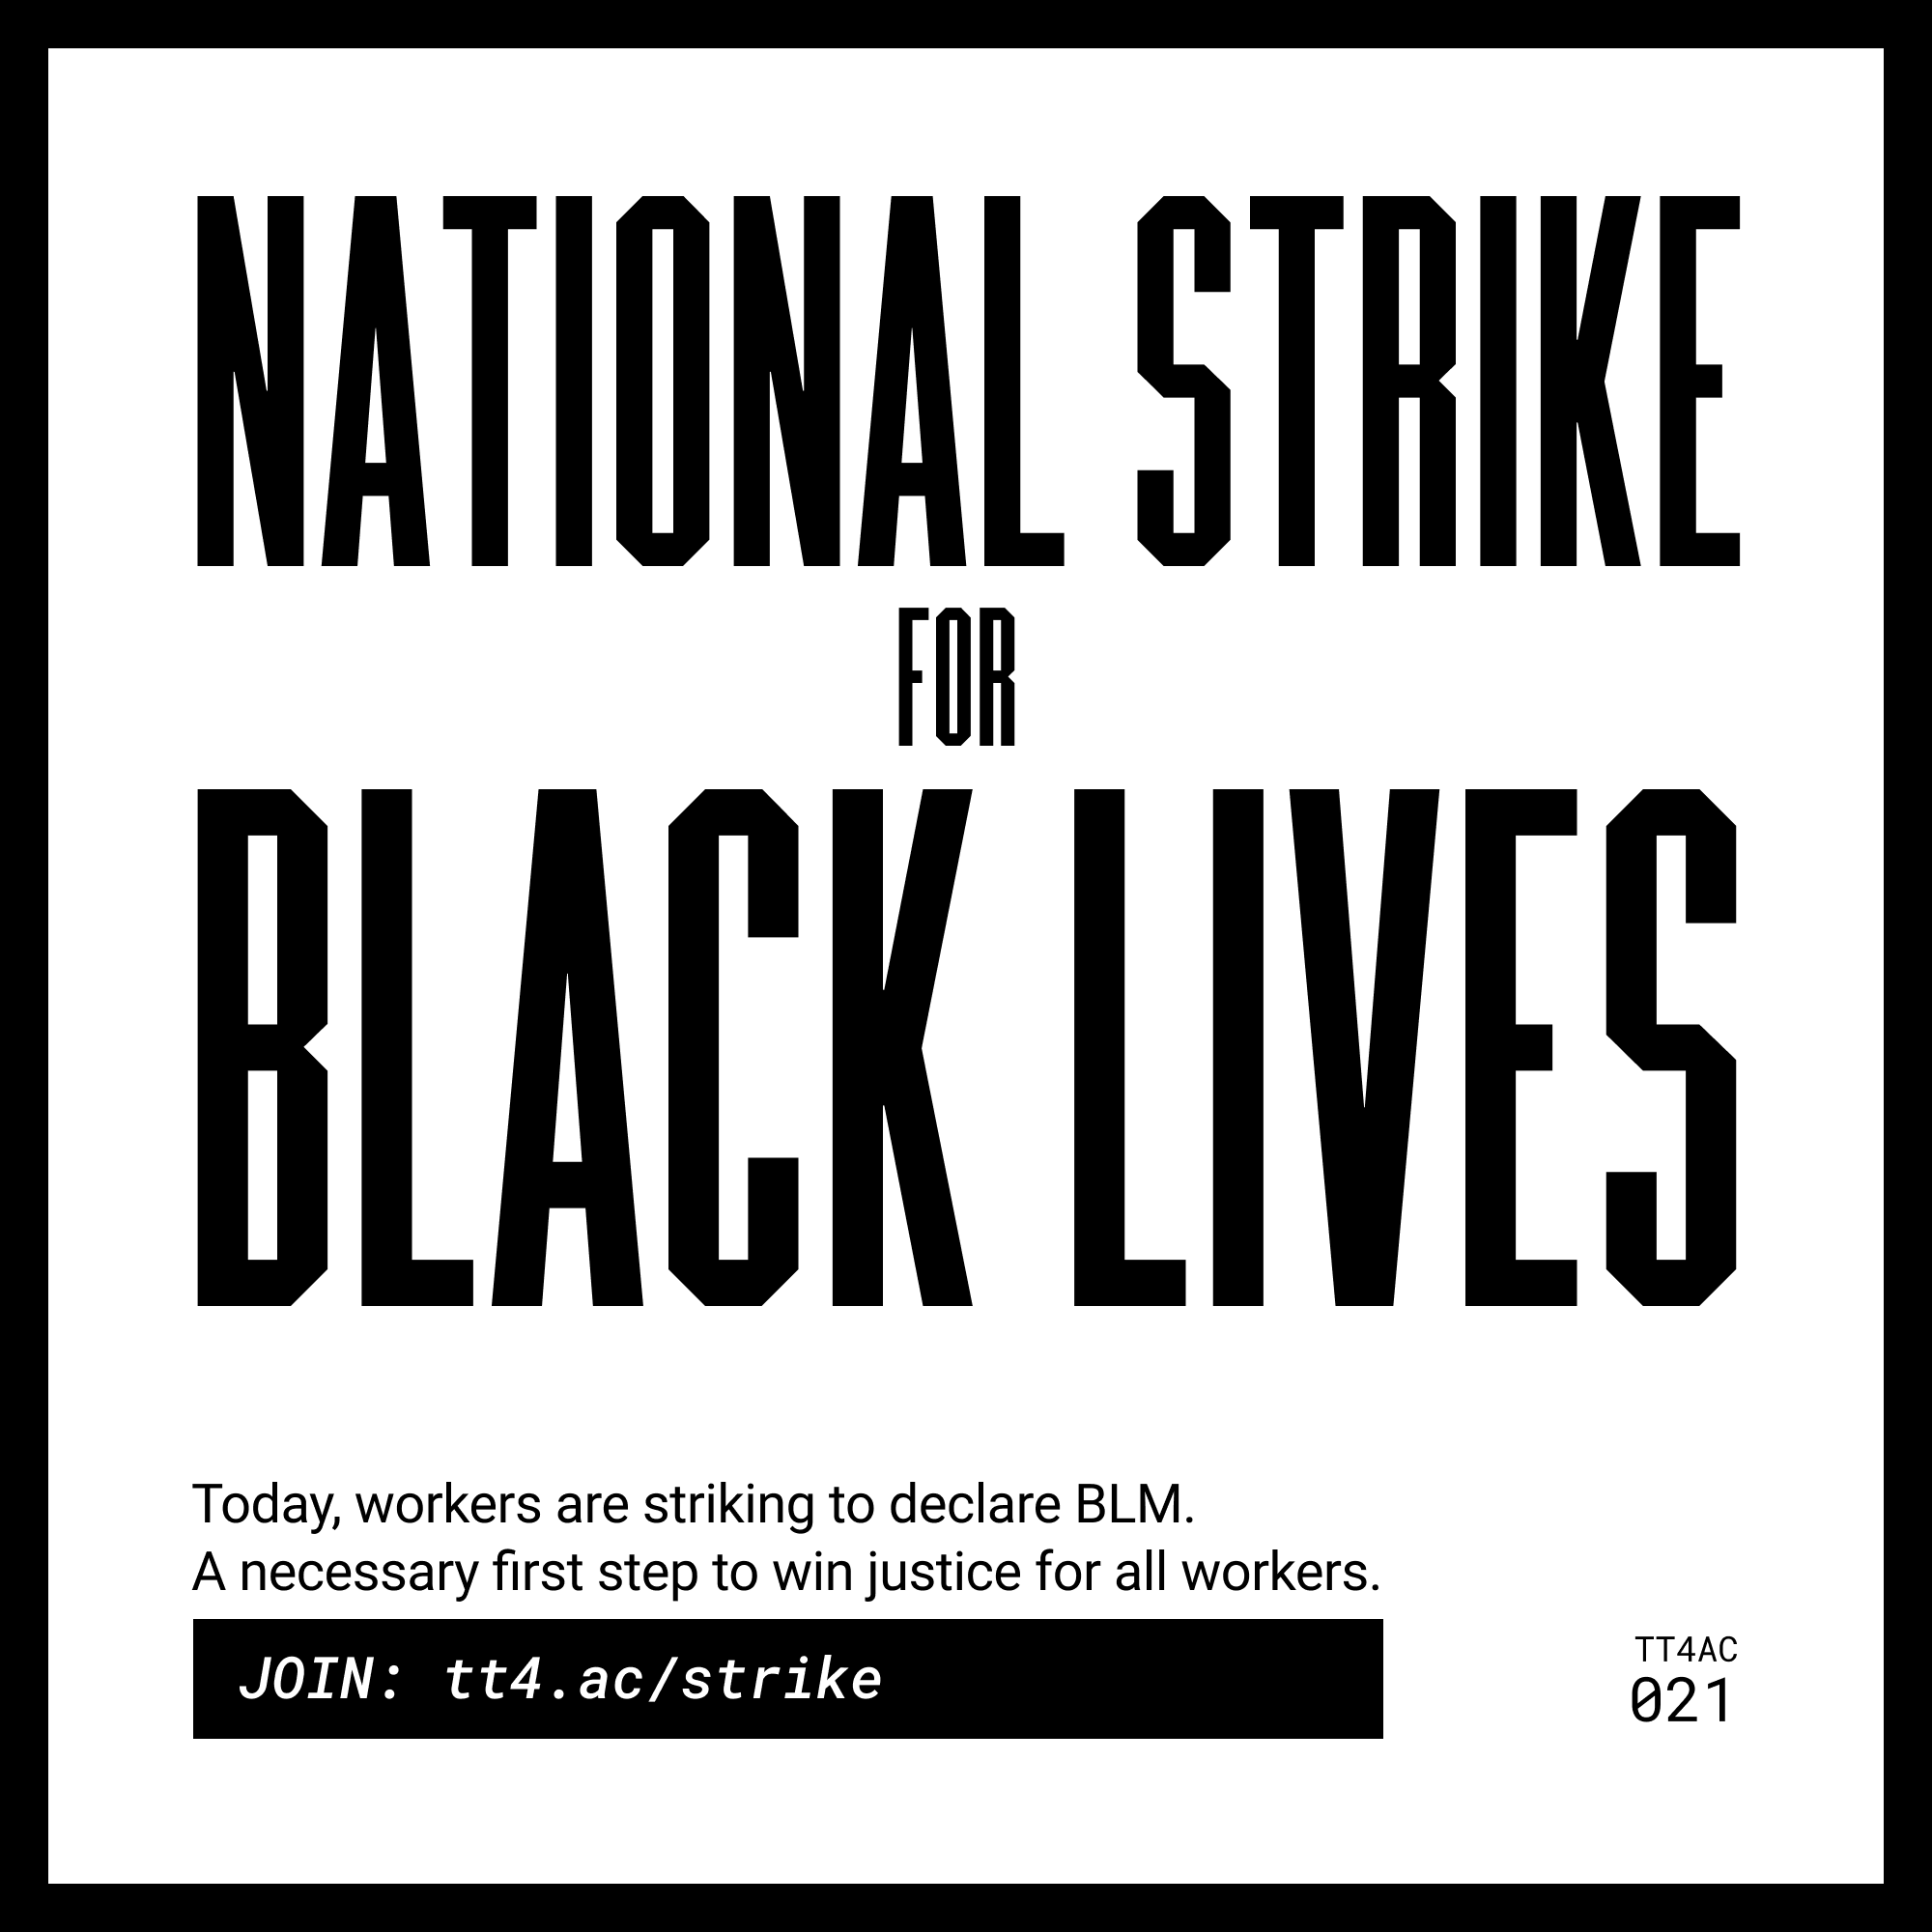 NATIONAL STRIKE
FOR
BLACK LIVES
Today, workers are striking to declare BLM.
A necessary first step to win justice for all workers.
JOIN: tt4.ac/strike
TT4AC
021